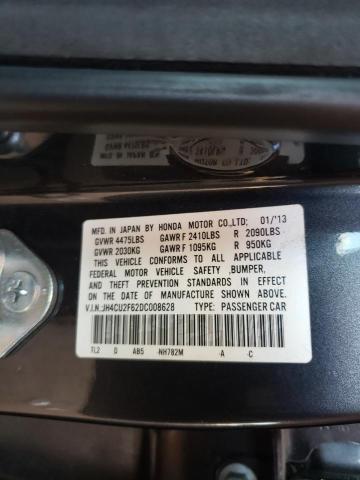 MFD. IN JAPAN BY HONDA MOTOR CO.,LTD; 01/'13
GVWR 4475LBS GAWR F 2410LBS R 2090LBS
GVWR 2030KG GAWR F 1095KG R 950KG
THIS VEHICLE CONFORMS TO ALL APPLICABLE
FEDERAL MOTOR VEHICLE SAFETY ,BUMPER,
AND THEFT PREVENTION STANDARDS IN EFFECT
ON THE DATE OF MANUFACTURE SHOWN ABOVE.
V.I.N. JH4CU2F62DC008628 TYPE: PASSENGER CAR
TL2 D AB5 -NH782M -A -C